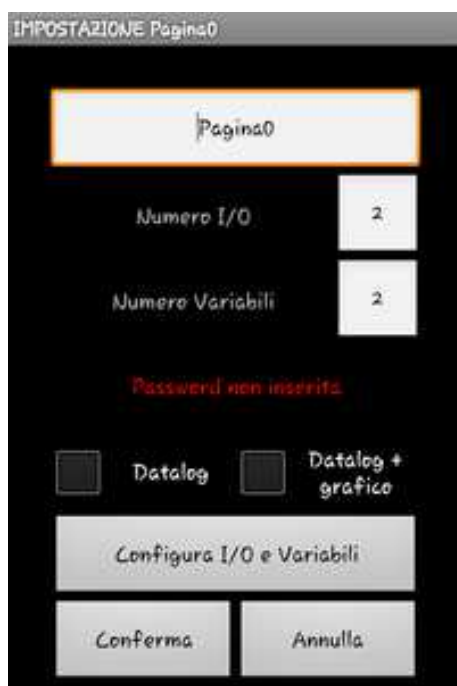 IMPOSTAZIONE Pagina0
Pagina0
Numero I/O
2
Numero Variabili
2
Password non inserita
Datalog
Datalog +
grafico
Configura I/O e Variabili
Conferma
Annulla